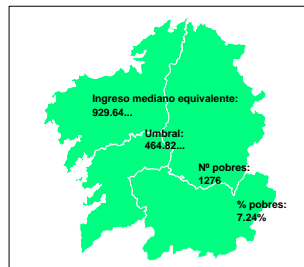 Ingreso mediano equivalente:
929.64...
Umbral:
464.82...
Nº pobres:
1276
% pobres:
7.24%